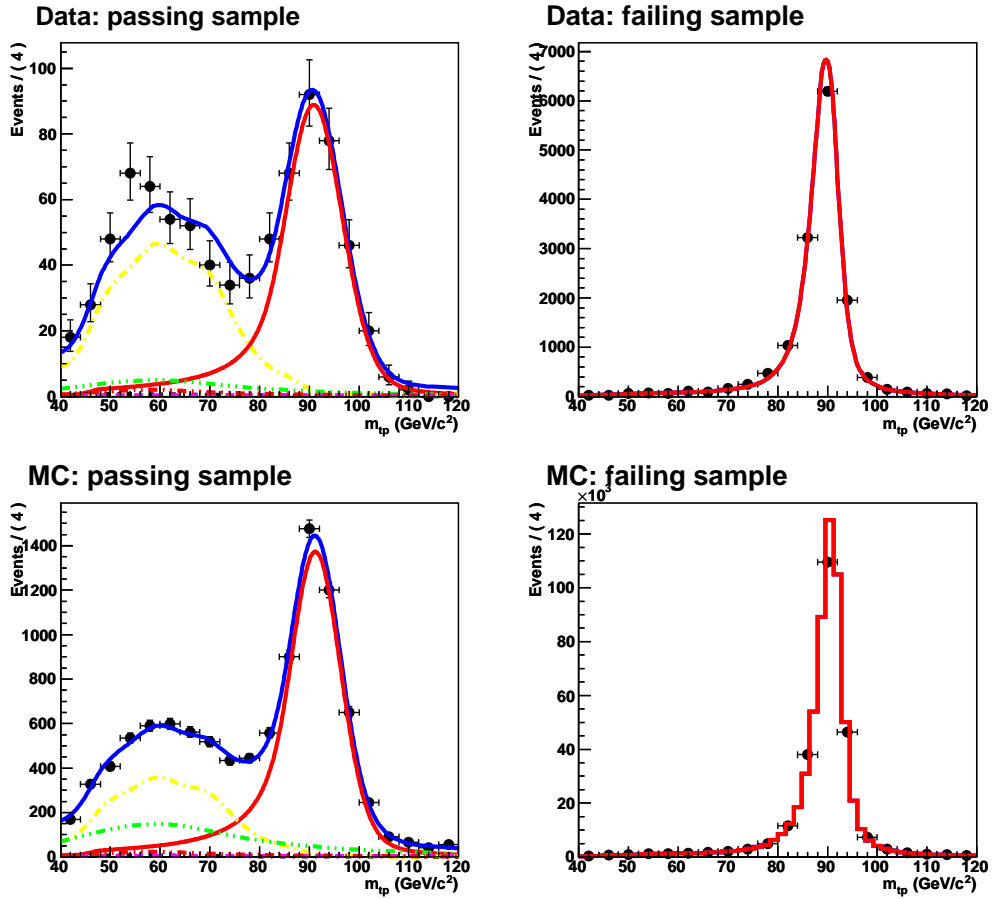 Data: passing sample
Events / ( 4 )
100
80
60
40
20
0
40 50 60 70 80 90 100 110 120
m_tp (GeV/c²)
Data: failing sample
Events / ( 4 )
7000
6000
5000
4000
3000
2000
1000
0
40 50 60 70 80 90 100 110 120
m_tp (GeV/c²)
MC: passing sample
Events / ( 4 )
1400
1200
1000
800
600
400
200
0
40 50 60 70 80 90 100 110 120
m_tp (GeV/c²)
MC: failing sample
×10³
Events / ( 4 )
120
100
80
60
40
20
0
40 50 60 70 80 90 100 110 120
m_tp (GeV/c²)